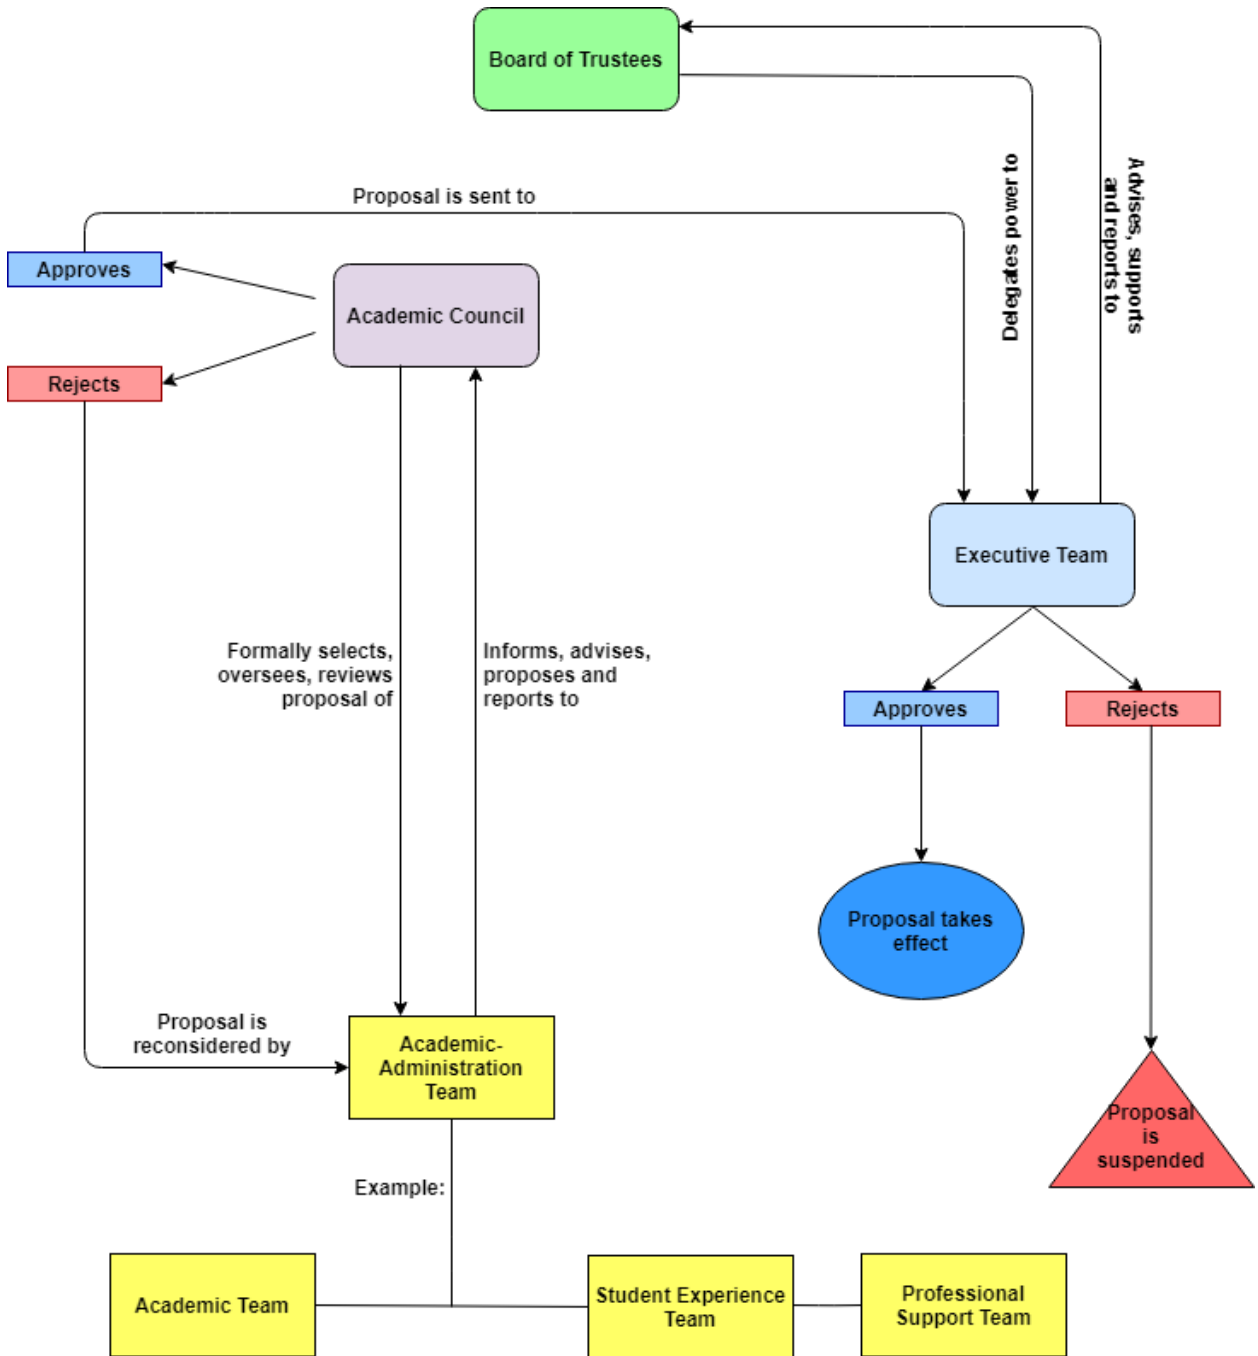 Board of Trustees
Advises, supports
and reports to
Delegates power to
Proposal is sent to
Approves
Academic Council
Rejects
Executive Team
Formally selects,
oversees, reviews
proposal of
Informs, advises,
proposes and
reports to
Approves
Rejects
Proposal takes
effect
Proposal is
reconsidered by
Academic-
Administration
Team
Proposal
is
suspended
Example:
Academic Team
Student Experience
Team
Professional
Support Team